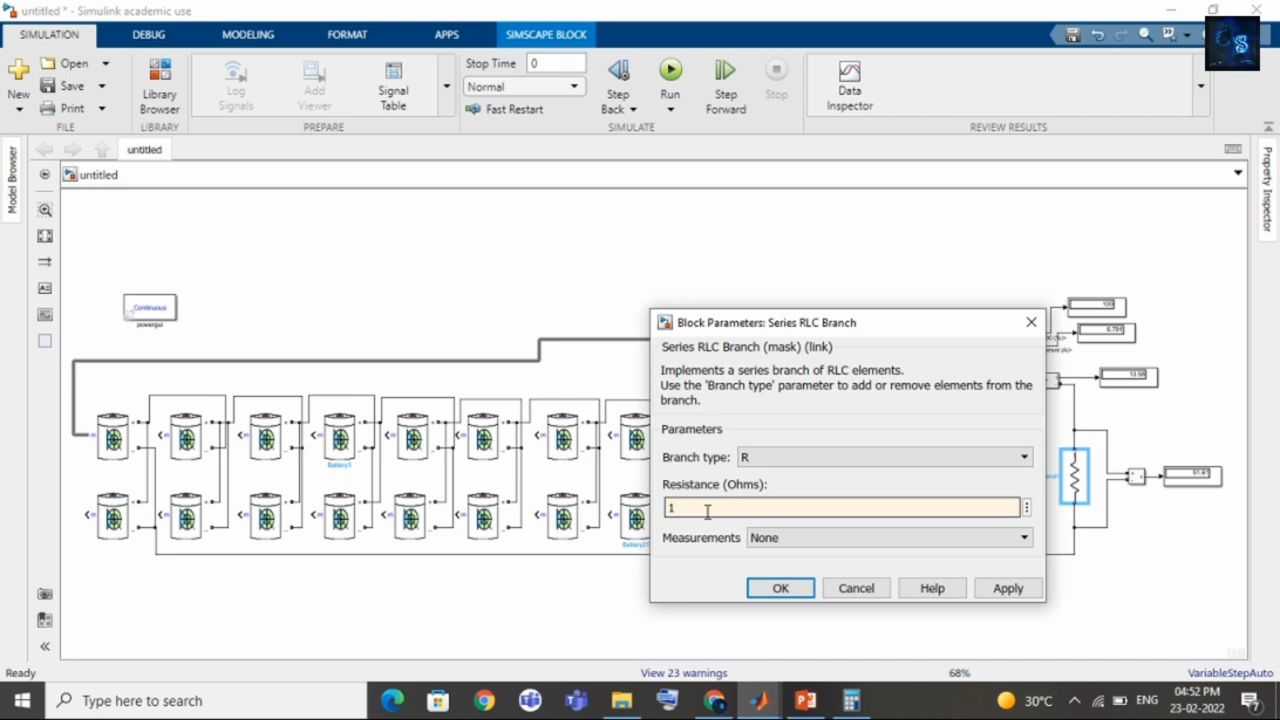 untitled * - Simulink academic use
SIMULATION DEBUG MODELING FORMAT APPS SIMSCAPE BLOCK
New
Open
Save
Print
FILE
Library Browser
LIBRARY
Log Signals
Add Viewer
Signal Table
PREPARE
Stop Time 0
Normal
Fast Restart
Step Back
Run
Step Forward
Stop
SIMULATE
Data Inspector
REVIEW RESULTS
Model Browser
untitled
untitled
Property Inspector
Continuous
powergui
Battery3
100
Block Parameters: Series RLC Branch
Series RLC Branch (mask) (link)
Implements a series branch of RLC elements.
Use the 'Branch type' parameter to add or remove elements from the
branch.
Parameters
Branch type: R
Resistance (Ohms):
1
Measurements None
OK Cancel Help Apply
Ready View 23 warnings 68% VariableStepAuto
Type here to search
30°C ENG
04:52 PM
23-02-2022